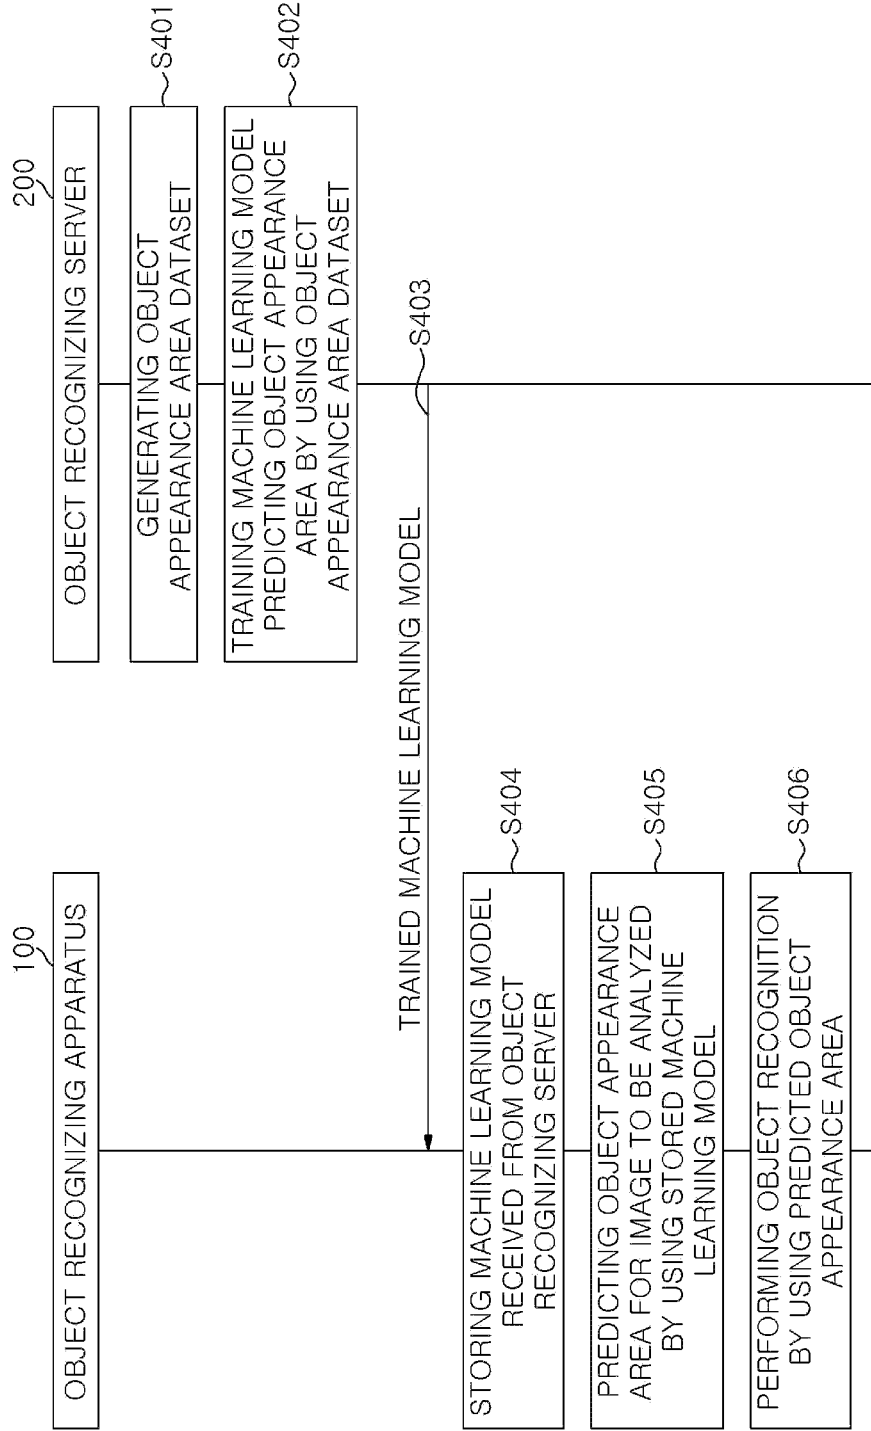 100
OBJECT RECOGNIZING APPARATUS
200
OBJECT RECOGNIZING SERVER
GENERATING OBJECT
APPEARANCE AREA DATASET
S401
TRAINING MACHINE LEARNING MODEL
PREDICTING OBJECT APPEARANCE
AREA BY USING OBJECT
APPEARANCE AREA DATASET
S402
TRAINED MACHINE LEARNING MODEL
S403
STORING MACHINE LEARNING MODEL
RECEIVED FROM OBJECT
RECOGNIZING SERVER
S404
PREDICTING OBJECT APPEARANCE
AREA FOR IMAGE TO BE ANALYZED
BY USING STORED MACHINE
LEARNING MODEL
S405
PERFORMING OBJECT RECOGNITION
BY USING PREDICTED OBJECT
APPEARANCE AREA
S406